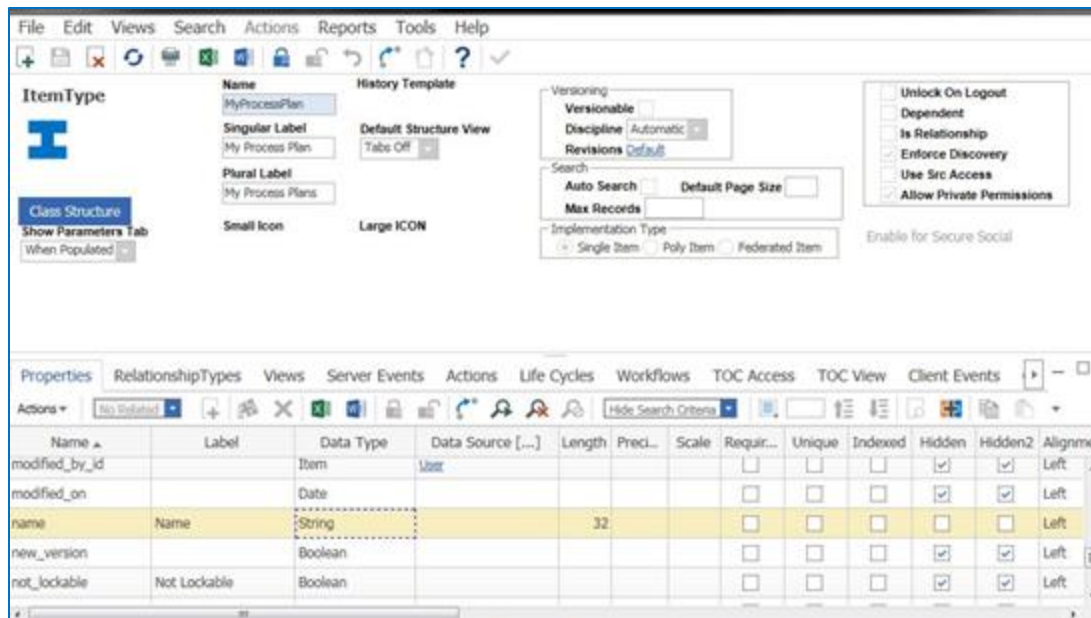 File Edit Views Search Actions Reports Tools Help
ItemType
Name
MyProcessPlan
History Template
Singular Label
My Process Plan
Default Structure View
Tabs Off
Plural Label
My Process Plans
Class Structure
Show Parameters Tab
When Populated
Small Icon
Large ICON
Versioning
Versionable
Discipline Automatic
Revisions Default
Search
Auto Search Default Page Size
Max Records
Implementation Type
Single Item Poly Item Federated Item
Unlock On Logout
Dependent
Is Relationship
Enforce Discovery
Use Src Access
Allow Private Permissions
Enable for Secure Social
Properties RelationshipTypes Views Server Events Actions Life Cycles Workflows TOC Access TOC View Client Events
Actions No Related Hide Search Criteria
Name Label Data Type Data Source [...] Length Preci... Scale Requir... Unique Indexed Hidden Hidden2 Alignme
modified_by_id Item User Left
modified_on Date Left
name Name String 32 Left
new_version Boolean Left
not_lockable Not Lockable Boolean Left